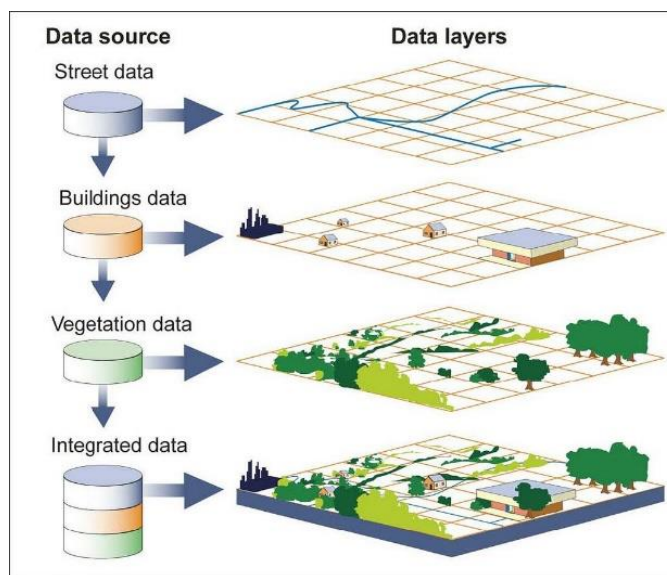 Data source
Data layers
Street data
Buildings data
Vegetation data
Integrated data